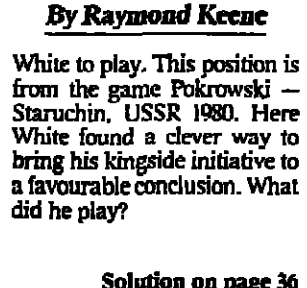 By Raymond Keene
White to play. This position is
from the game Pokrowski —
Staruchin, USSR 1980. Here
White found a clever way to
bring his kingside initiative to
a favourable conclusion. What
did he play?
Solution on page 36